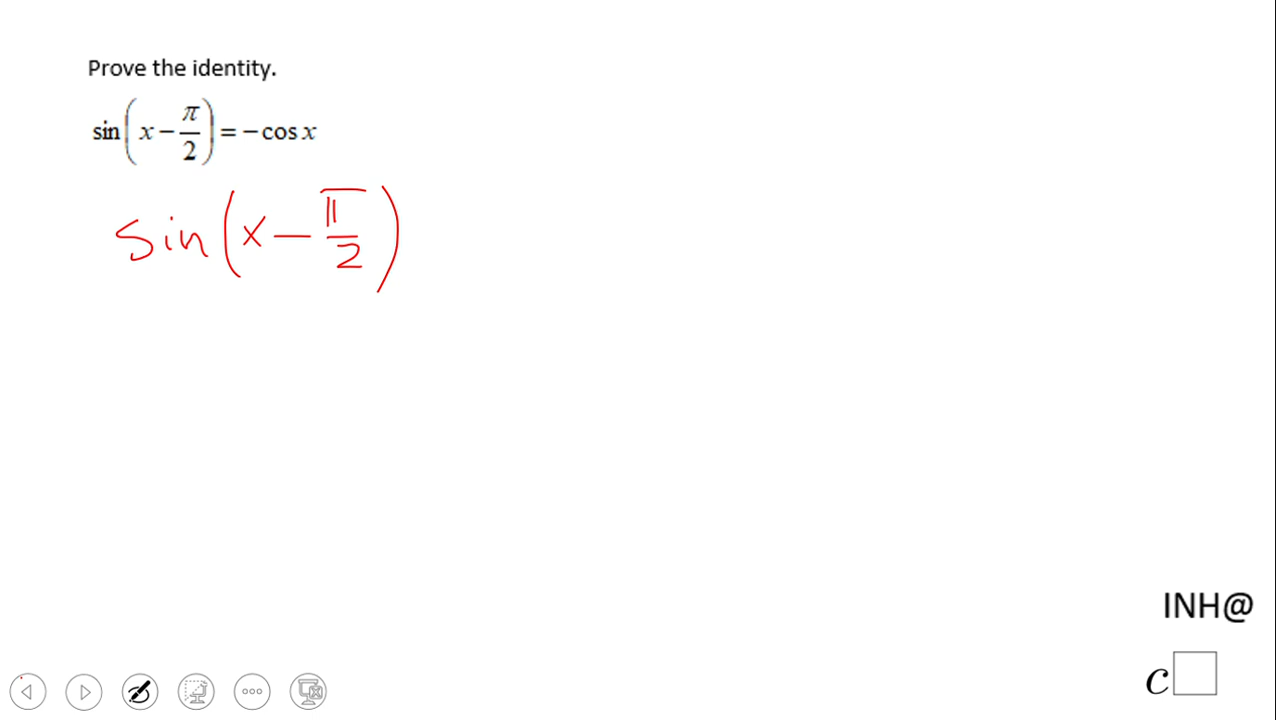 Prove the identity.
sin(x − π/2) = −cos x
sin(x − π/2)
INH@
c